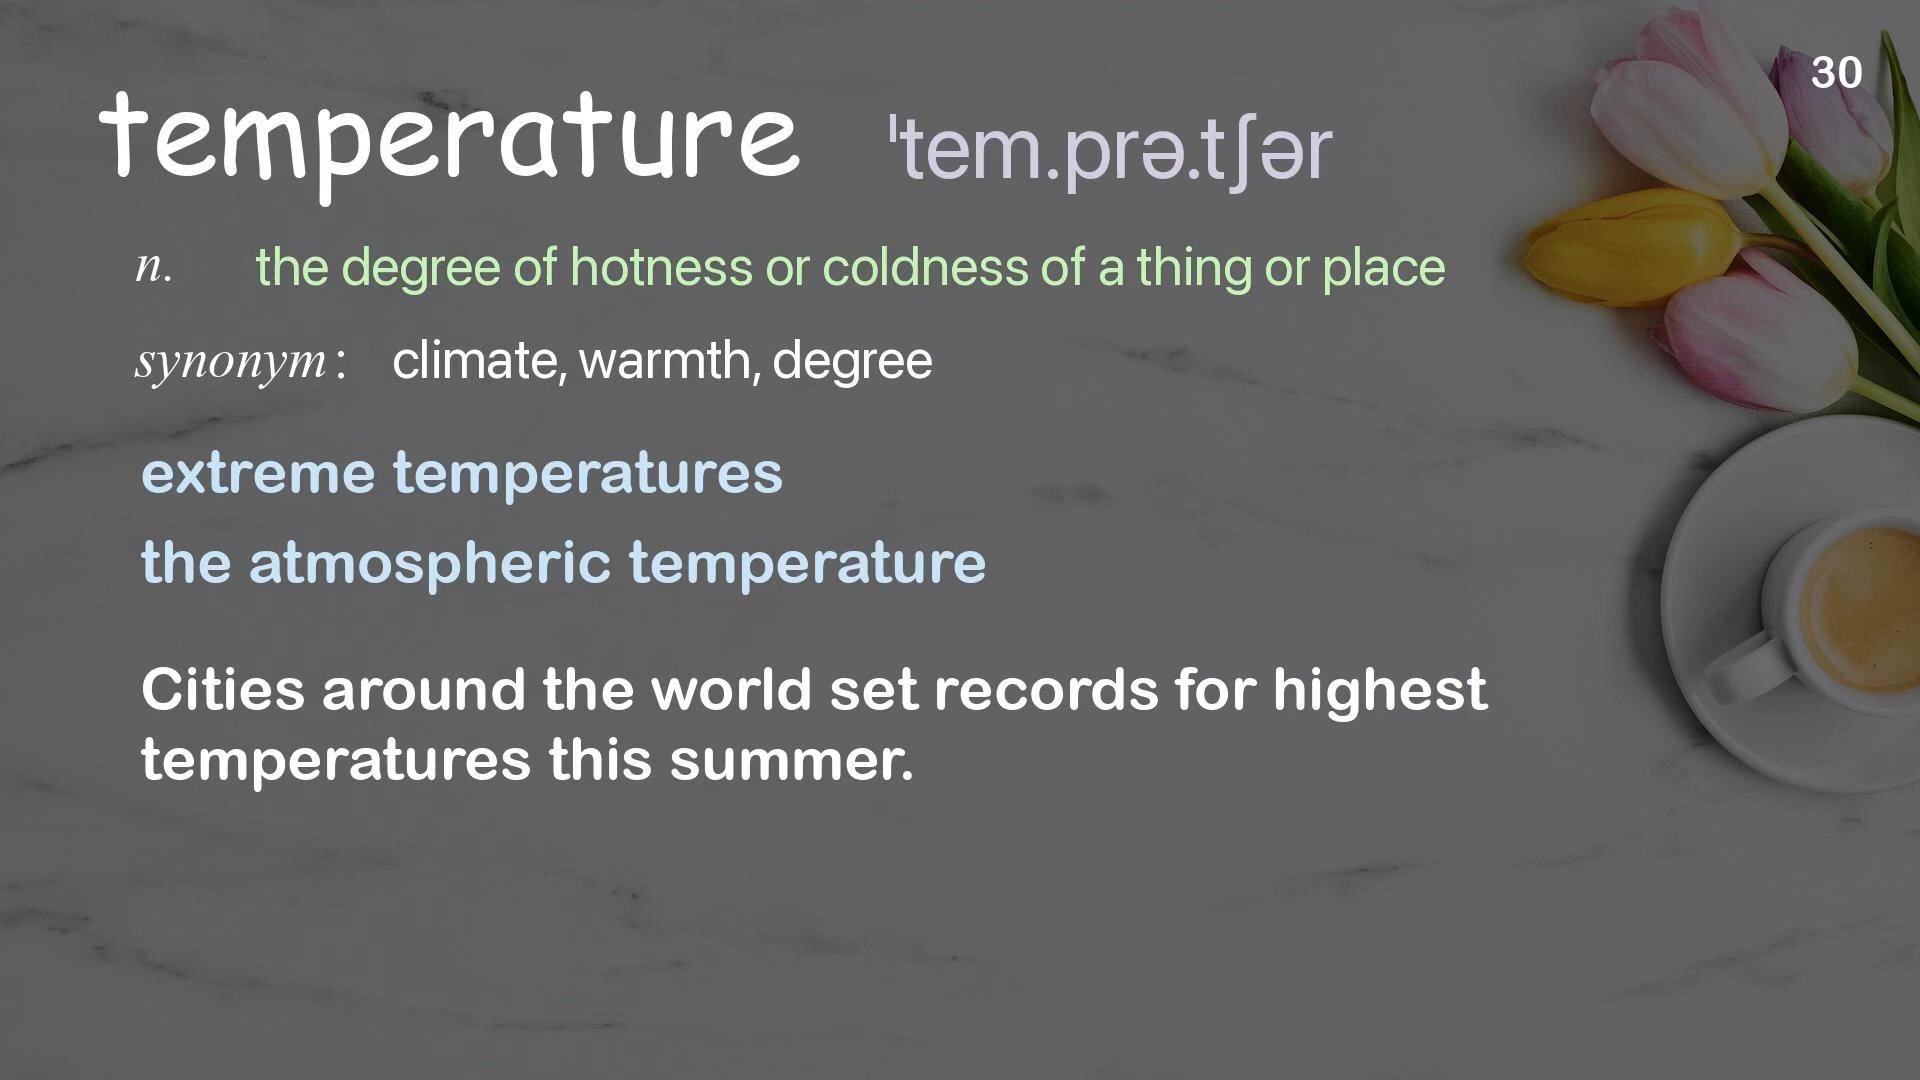 30
temperature ˈtem.prə.tʃər
n. the degree of hotness or coldness of a thing or place
synonym: climate, warmth, degree
extreme temperatures
the atmospheric temperature
Cities around the world set records for highest
temperatures this summer.